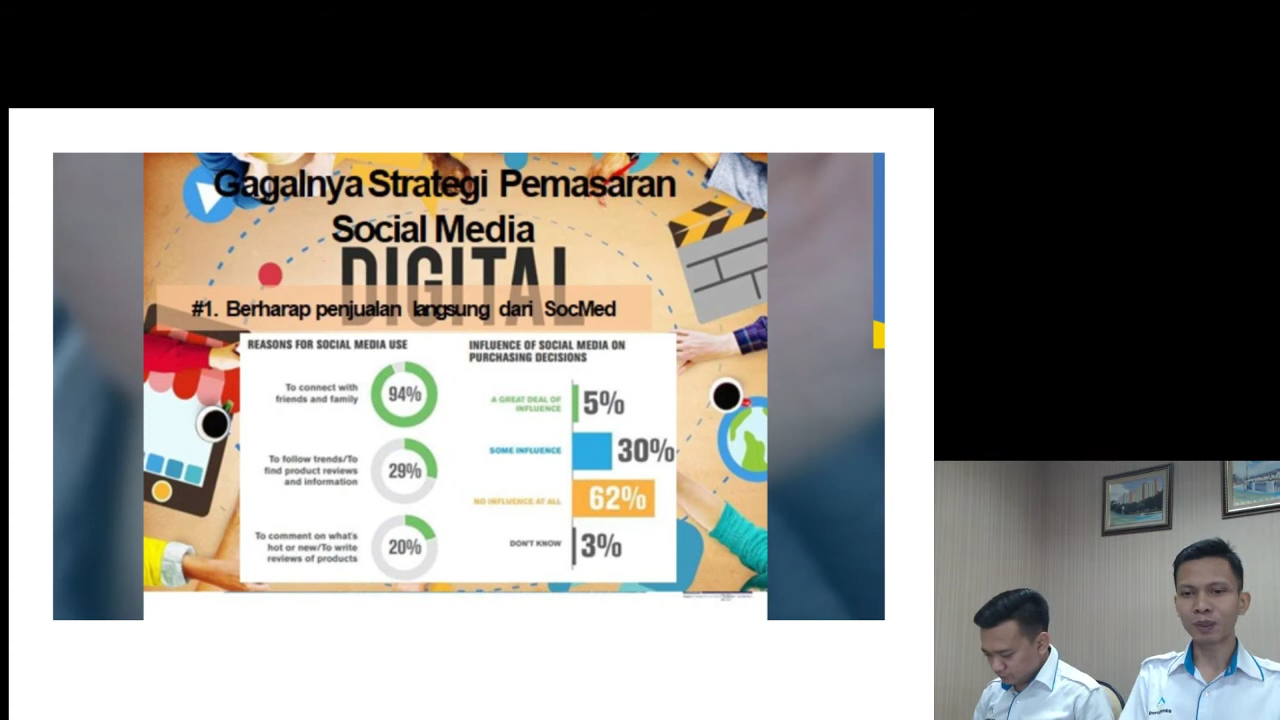 Gagalnya Strategi Pemasaran
Social Media
DIGITAL
#1. Berharap penjualan langsung dari SocMed
REASONS FOR SOCIAL MEDIA USE
To connect with
friends and family
94%
To follow trends/To
find product reviews
and information
29%
To comment on what's
hot or new/To write
reviews of products
20%
INFLUENCE OF SOCIAL MEDIA ON
PURCHASING DECISIONS
A GREAT DEAL OF
INFLUENCE
5%
SOME INFLUENCE
30%
NO INFLUENCE AT ALL
62%
DON'T KNOW
3%